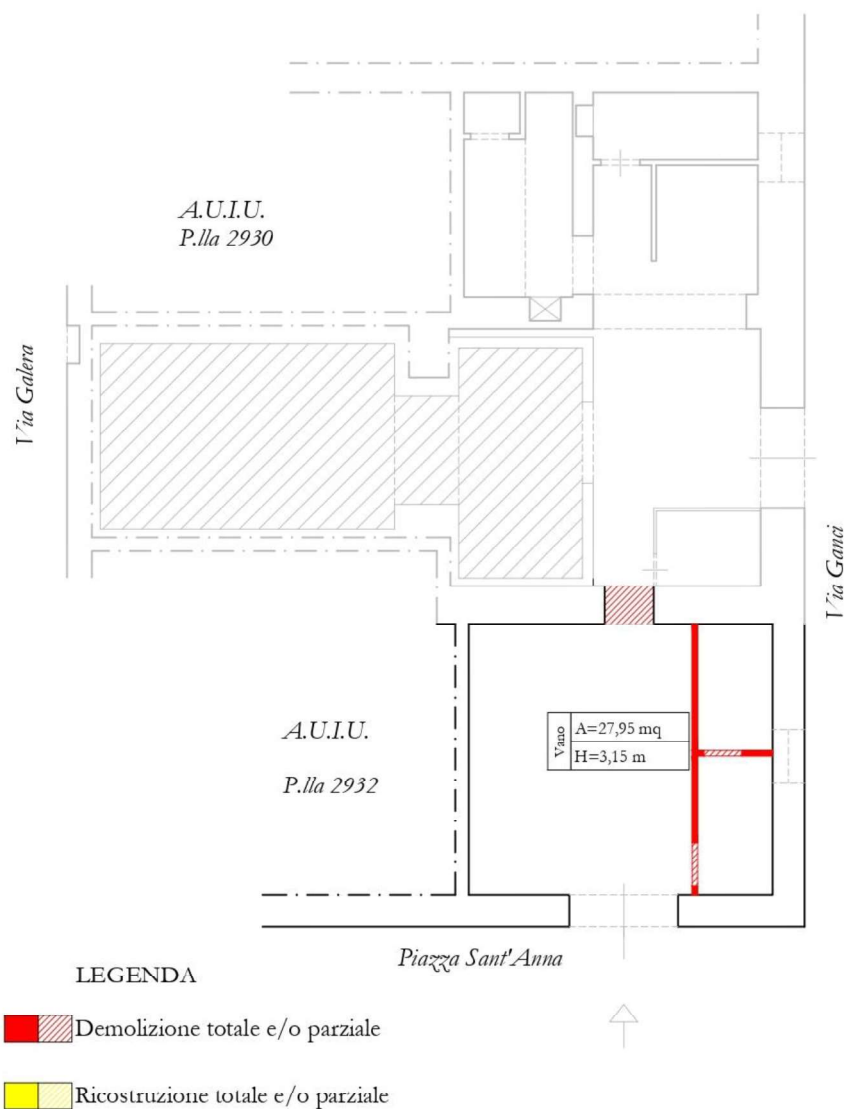 A.U.I.U.
P.lla 2930
Via Galera
Via Ganci
A.U.I.U.
P.lla 2932
Vano
A=27,95 mq
H=3,15 m
Piazza Sant'Anna
LEGENDA
Demolizione totale e/o parziale
Ricostruzione totale e/o parziale